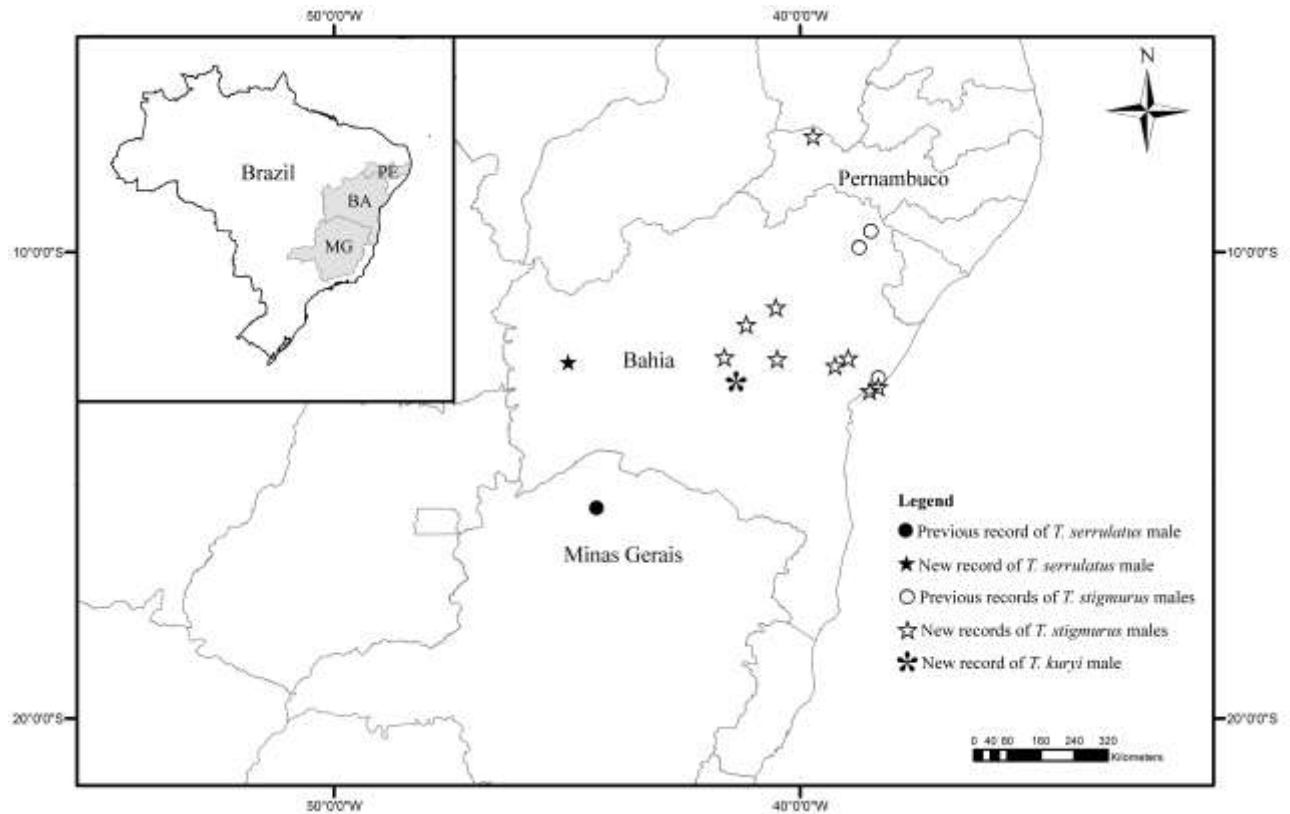 50°0'0"W
40°0'0"W
N
Brazil
PE
BA
MG
Pernambuco
10°0'0"S
10°0'0"S
Bahia
Minas Gerais
Legend
Previous record of T. serrulatus male
New record of T. serrulatus male
Previous records of T. stigmurus males
New records of T. stigmurus males
New record of T. kuryi male
20°0'0"S
20°0'0"S
0 40 80 160 240 320
Kilometers
50°0'0"W
40°0'0"W